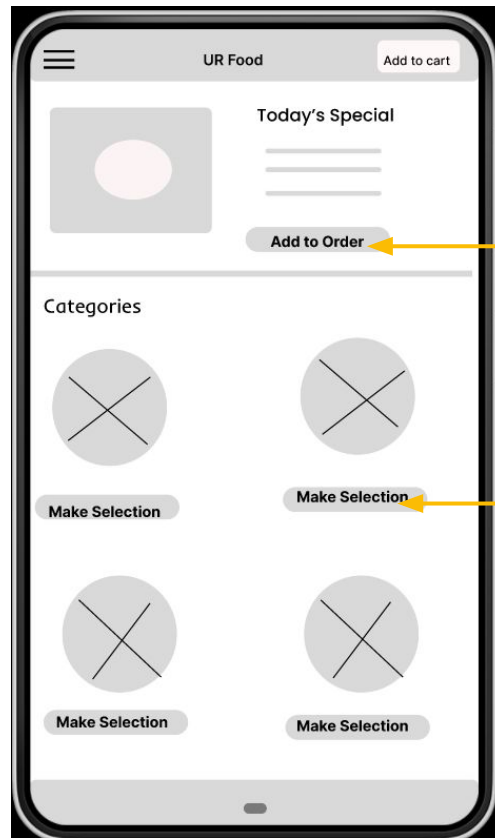 UR Food
Add to cart
Today's Special
Add to Order
Categories
Make Selection
Make Selection
Make Selection
Make Selection